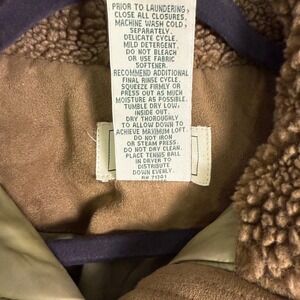 PRIOR TO LAUNDERING,
CLOSE ALL CLOSURES.
MACHINE WASH COLD,
SEPARATELY.
DELICATE CYCLE.
MILD DETERGENT.
DO NOT BLEACH
OR USE FABRIC
SOFTENER.
RECOMMEND ADDITIONAL
FINAL RINSE CYCLE.
SQUEEZE FIRMLY OR
PRESS OUT AS MUCH
MOISTURE AS POSSIBLE.
TUMBLE DRY LOW,
INSIDE OUT.
DRY THOROUGHLY
TO ALLOW DOWN TO
ACHIEVE MAXIMUM LOFT.
DO NOT IRON
OR STEAM PRESS.
DO NOT DRY CLEAN.
PLACE TENNIS BALL
IN DRYER TO
DISTRIBUTE
DOWN EVENLY.
RN 71301